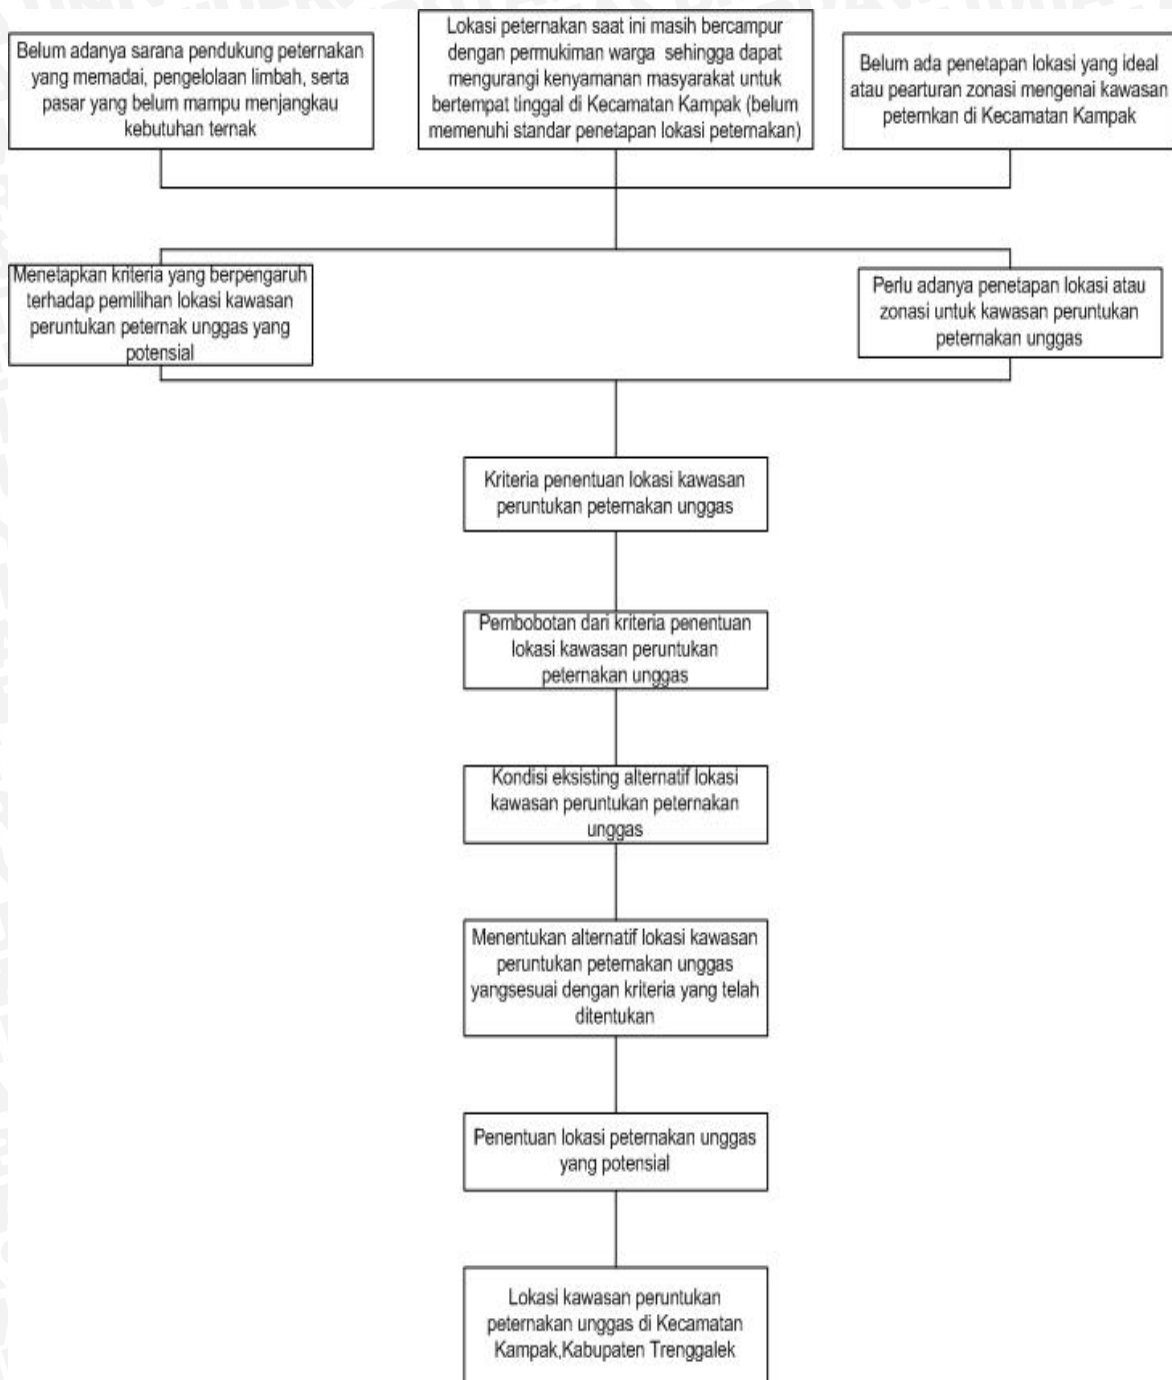 Belum adanya sarana pendukung peternakan
yang memadai, pengelolaan limbah, serta
pasar yang belum mampu menjangkau
kebutuhan ternak
Lokasi peternakan saat ini masih bercampur
dengan permukiman warga sehingga dapat
mengurangi kenyamanan masyarakat untuk
bertempat tinggal di Kecamatan Kampak (belum
memenuhi standar penetapan lokasi peternakan)
Belum ada penetapan lokasi yang ideal
atau pearturan zonasi mengenai kawasan
peternkan di Kecamatan Kampak
Menetapkan kriteria yang berpengaruh
terhadap pemilihan lokasi kawasan
peruntukan peternak unggas yang
potensial
Perlu adanya penetapan lokasi atau
zonasi untuk kawasan peruntukan
peternakan unggas
Kriteria penentuan lokasi kawasan
peruntukan peternakan unggas
Pembobotan dari kriteria penentuan
lokasi kawasan peruntukan
peternakan unggas
Kondisi eksisting alternatif lokasi
kawasan peruntukan peternakan
unggas
Menentukan alternatif lokasi kawasan
peruntukan peternakan unggas
yangsesuai dengan kriteria yang telah
ditentukan
Penentuan lokasi peternakan unggas
yang potensial
Lokasi kawasan peruntukan
peternakan unggas di Kecamatan
Kampak,Kabupaten Trenggalek